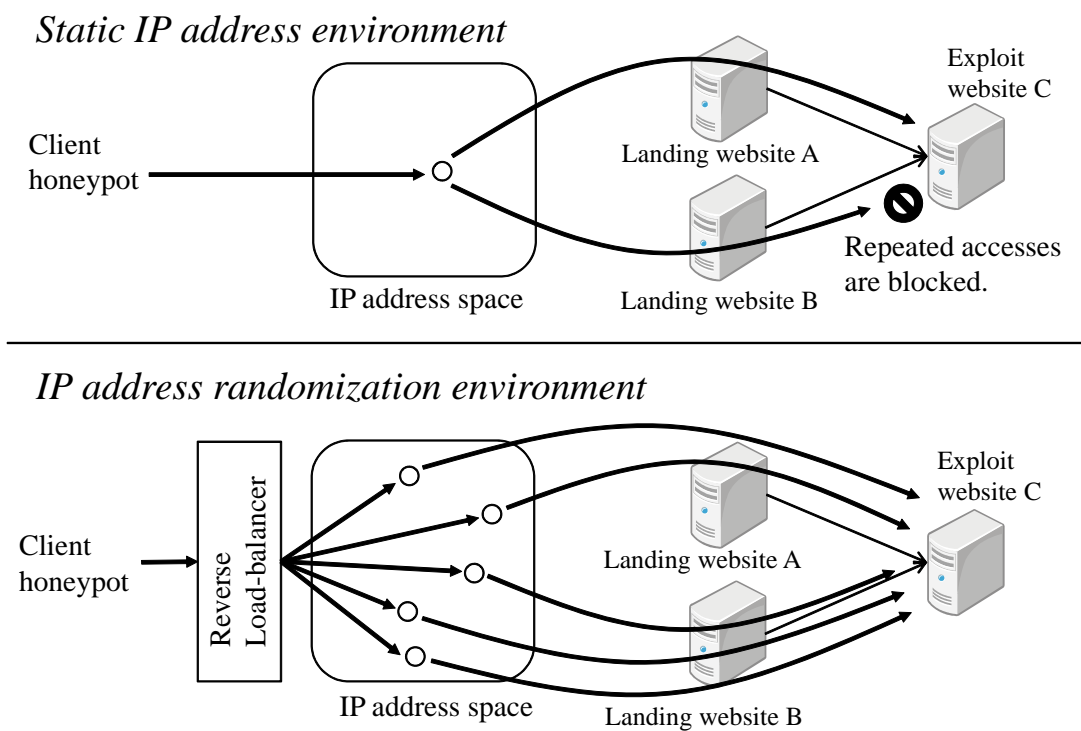 Static IP address environment
Exploit
website C
Client
honeypot
Landing website A
Repeated accesses
are blocked.
IP address space
Landing website B
IP address randomization environment
Exploit
website C
Client
honeypot
Reverse
Load-balancer
Landing website A
IP address space
Landing website B